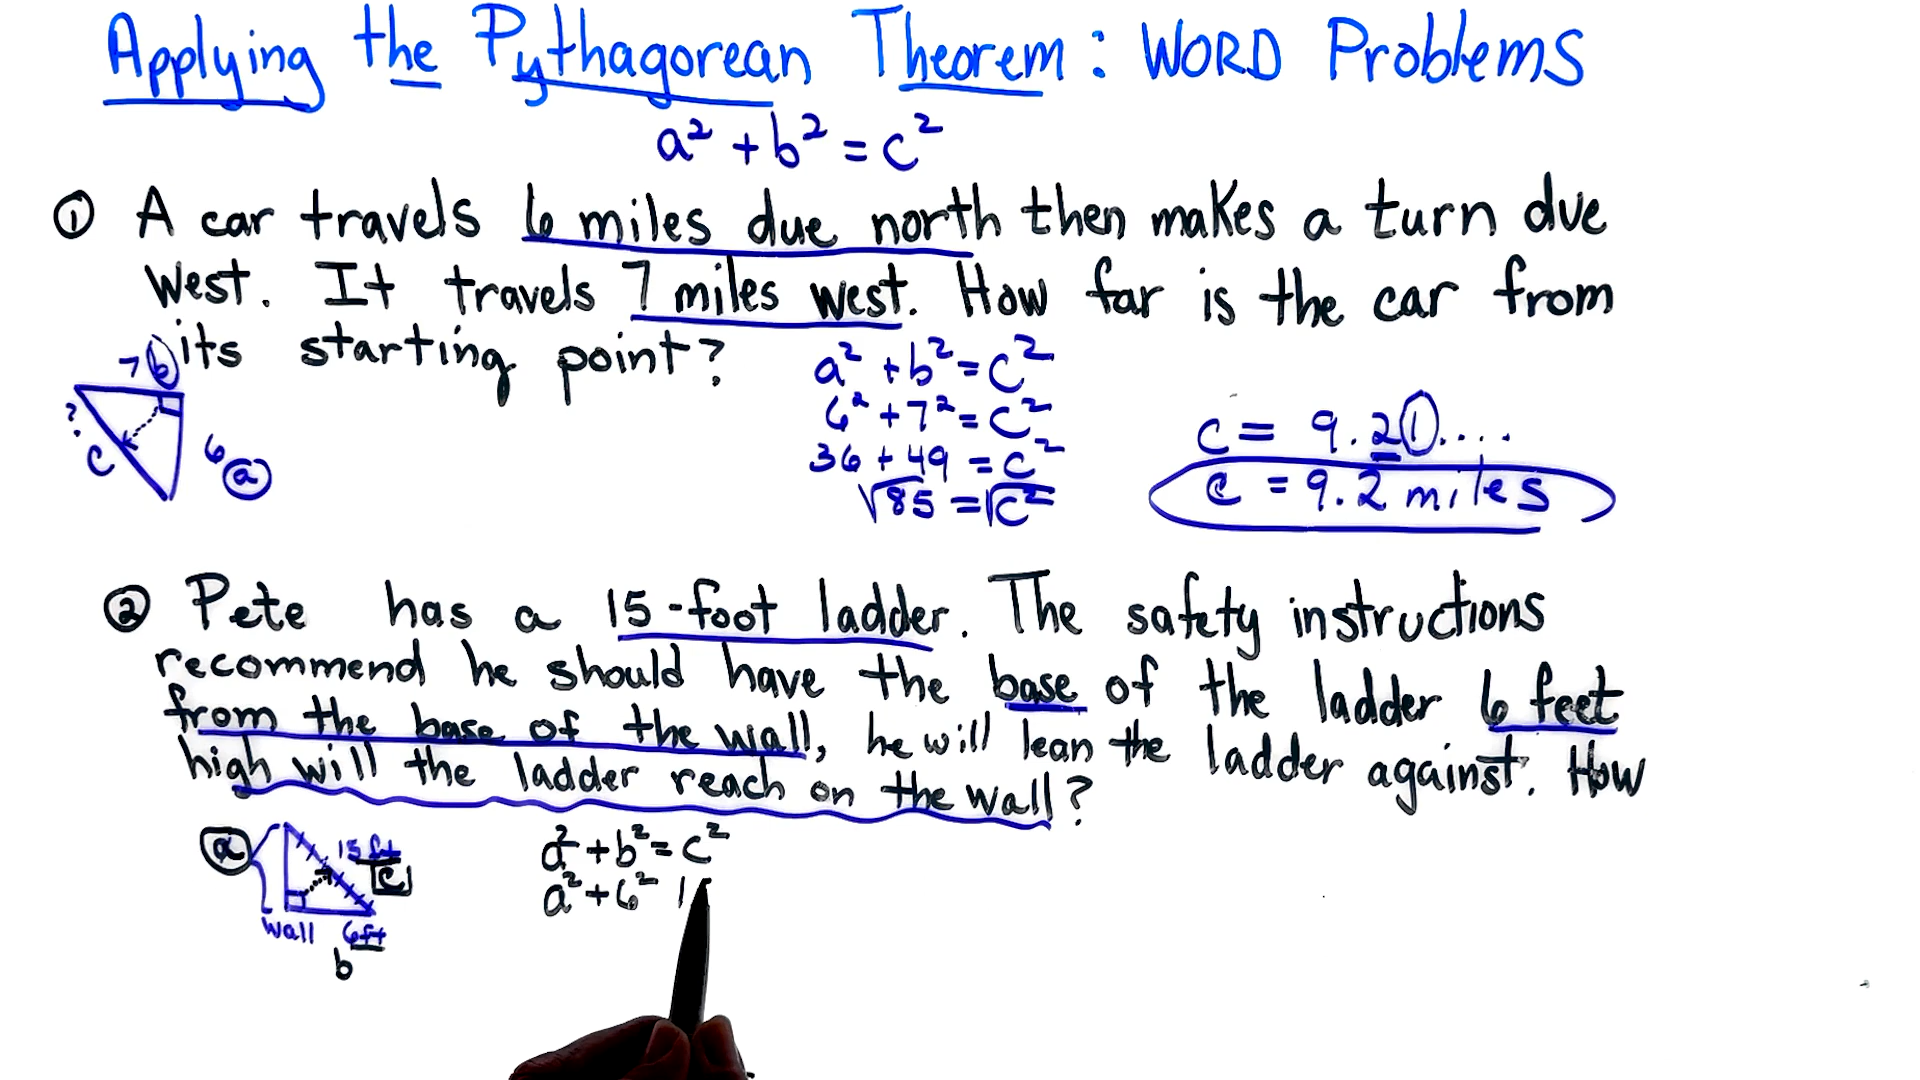 Applying the Pythagorean Theorem: WORD Problems
a² + b² = c²
① A car travels 6 miles due north then makes a turn due
West. It travels 7 miles west. How far is the car from
its starting point?
7 b
? c
6 a
a² + b² = c²
6² + 7² = c²
36 + 49 = c²
√85 = √c²
c = 9.21....
c = 9.2 miles
② Pete has a 15-foot ladder. The safety instructions
recommend he should have the base of the ladder 6 feet
from the base of the wall, he will lean the ladder against. How
high will the ladder reach on the wall?
a
15 ft
c
wall 6ft
b
a² + b² = c²
a² + 6² 1